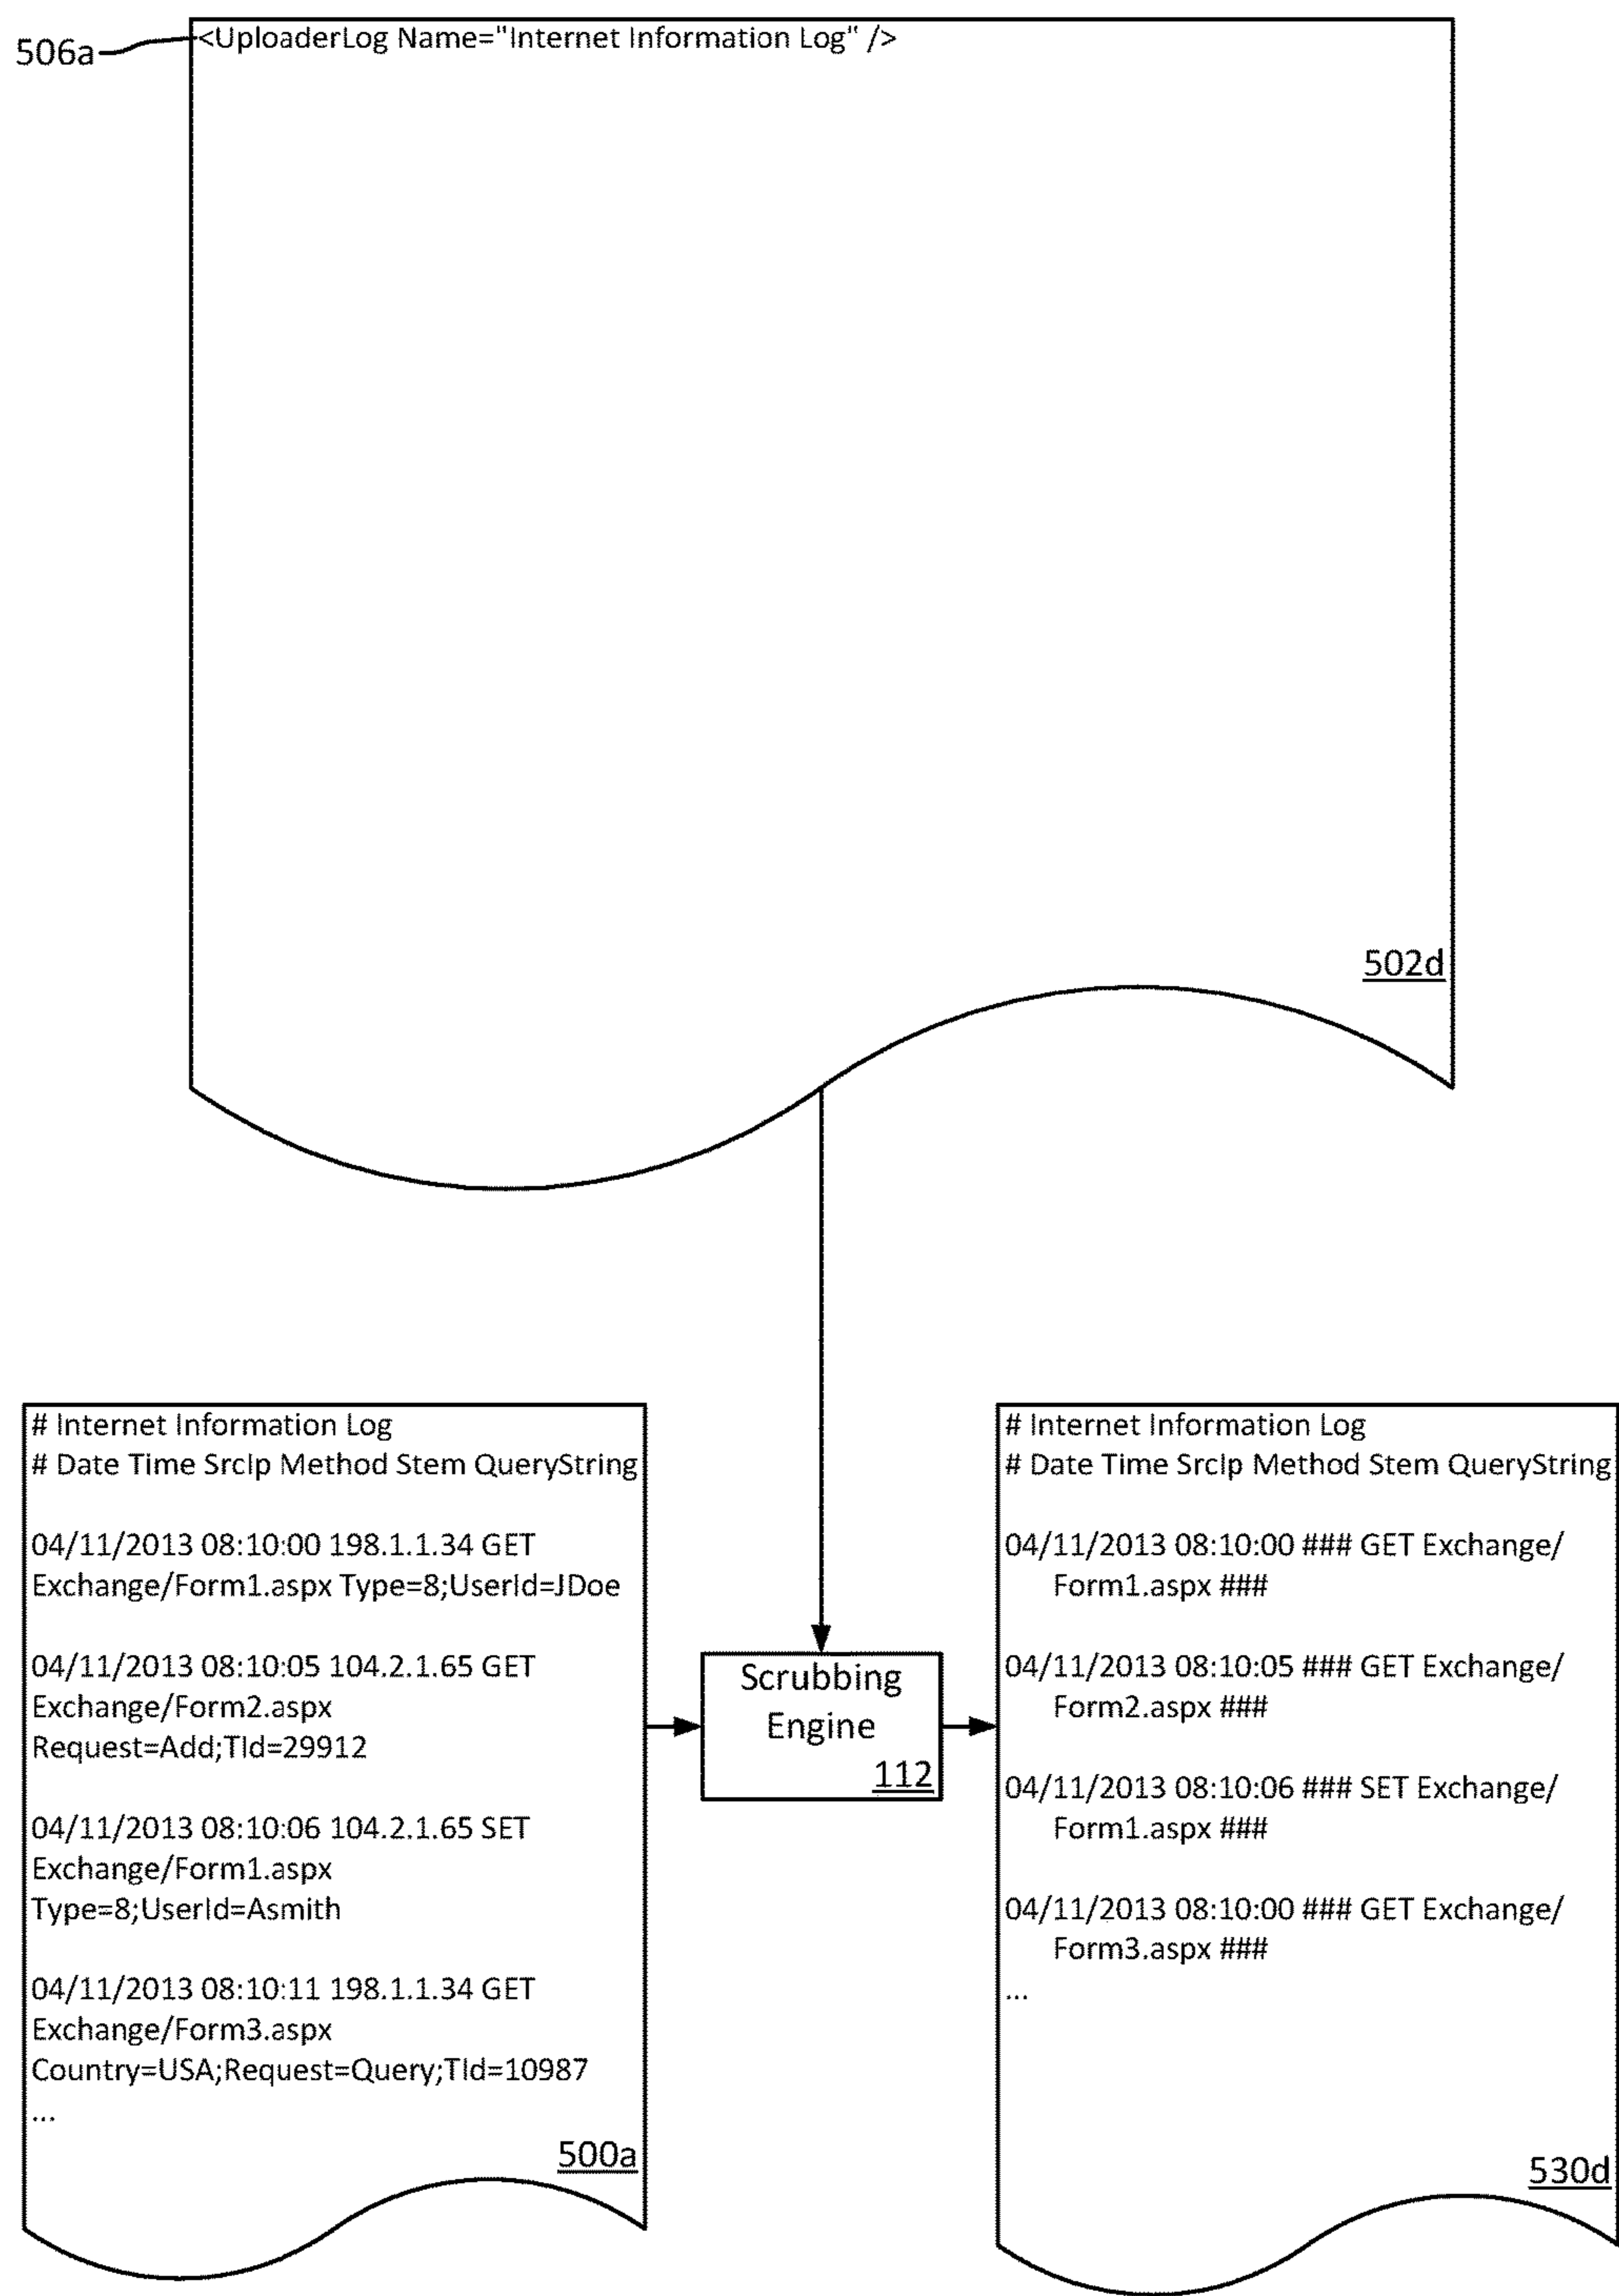 506a
<UploaderLog Name="Internet Information Log" />
502d
# Internet Information Log
# Date Time SrcIp Method Stem QueryString
04/11/2013 08:10:00 198.1.1.34 GET
Exchange/Form1.aspx Type=8;UserId=JDoe
04/11/2013 08:10:05 104.2.1.65 GET
Exchange/Form2.aspx
Request=Add;TId=29912
04/11/2013 08:10:06 104.2.1.65 SET
Exchange/Form1.aspx
Type=8;UserId=Asmith
04/11/2013 08:10:11 198.1.1.34 GET
Exchange/Form3.aspx
Country=USA;Request=Query;TId=10987
...
500a
Scrubbing
Engine
112
# Internet Information Log
# Date Time SrcIp Method Stem QueryString
04/11/2013 08:10:00 ### GET Exchange/
Form1.aspx ###
04/11/2013 08:10:05 ### GET Exchange/
Form2.aspx ###
04/11/2013 08:10:06 ### SET Exchange/
Form1.aspx ###
04/11/2013 08:10:00 ### GET Exchange/
Form3.aspx ###
...
530d